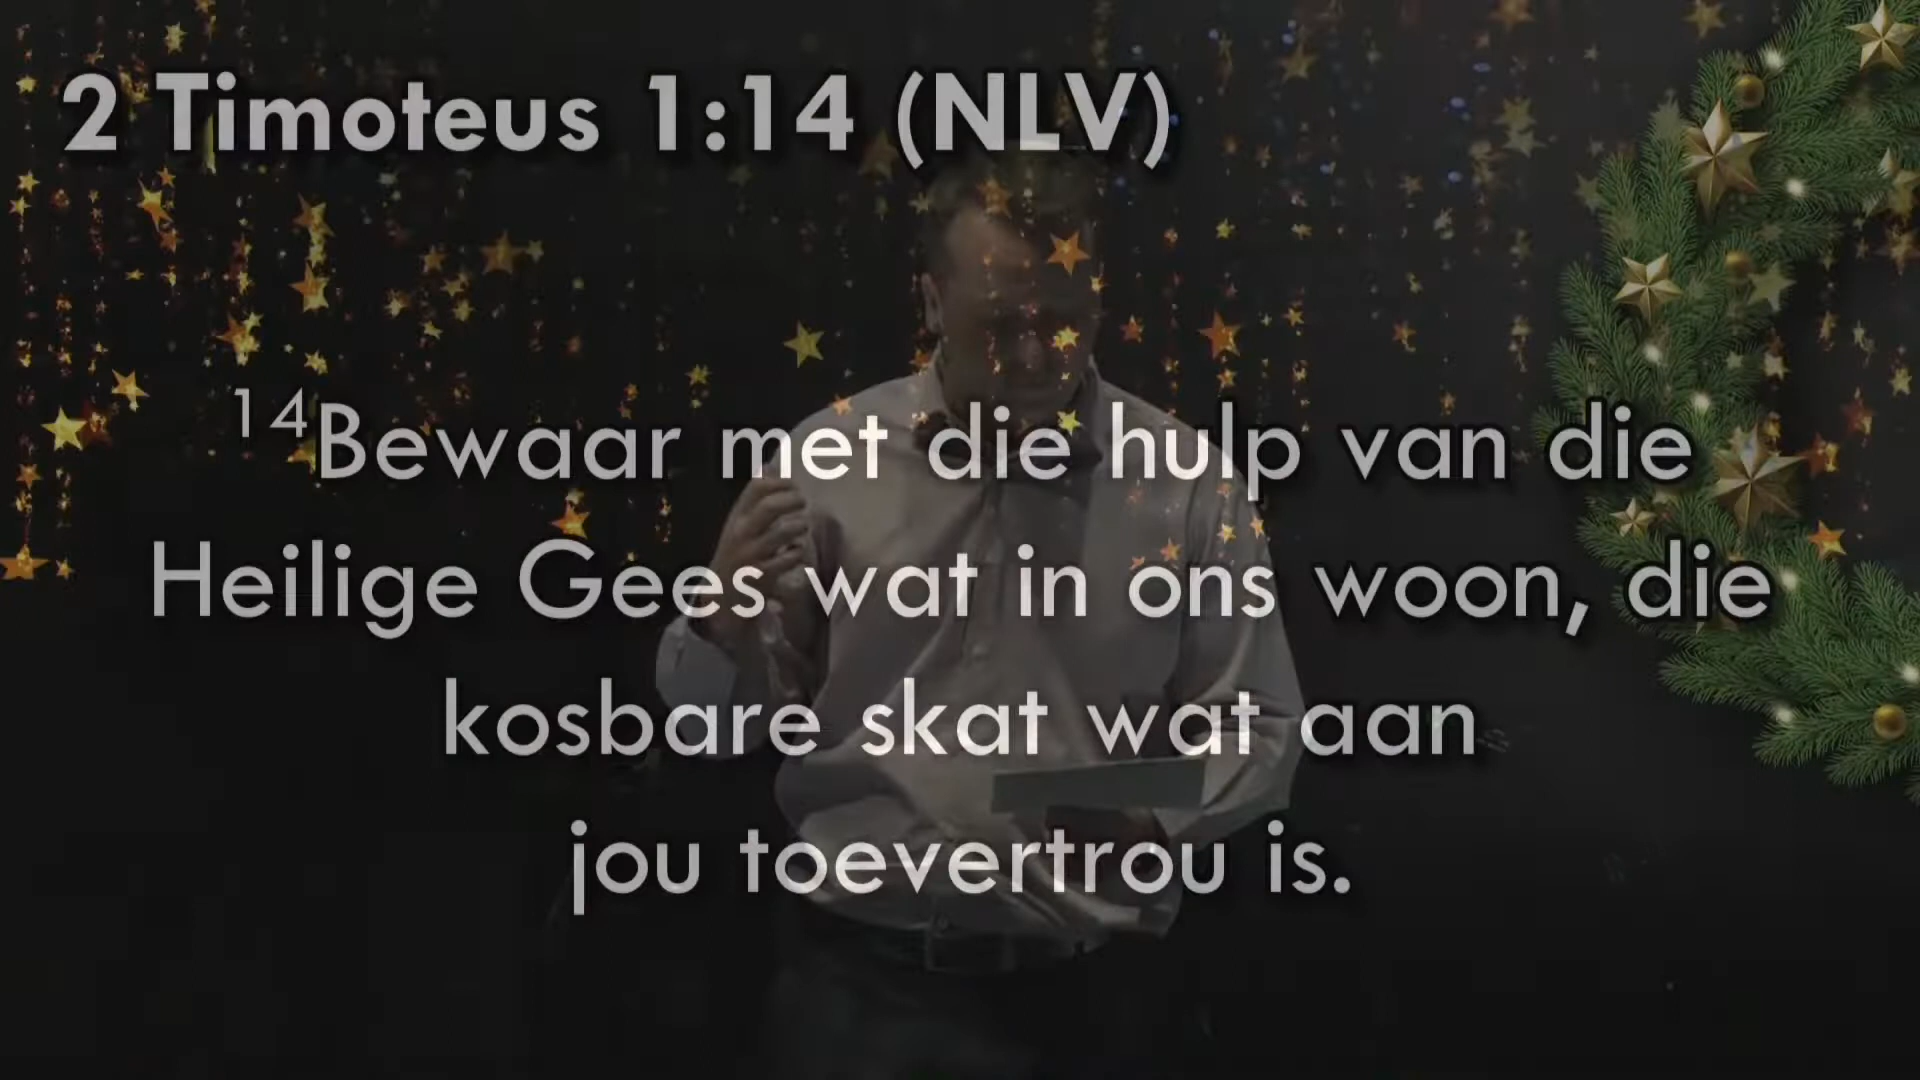 2 Timoteus 1:14 (NLV)
14Bewaar met die hulp van die
Heilige Gees wat in ons woon, die
kosbare skat wat aan
jou toevertrou is.